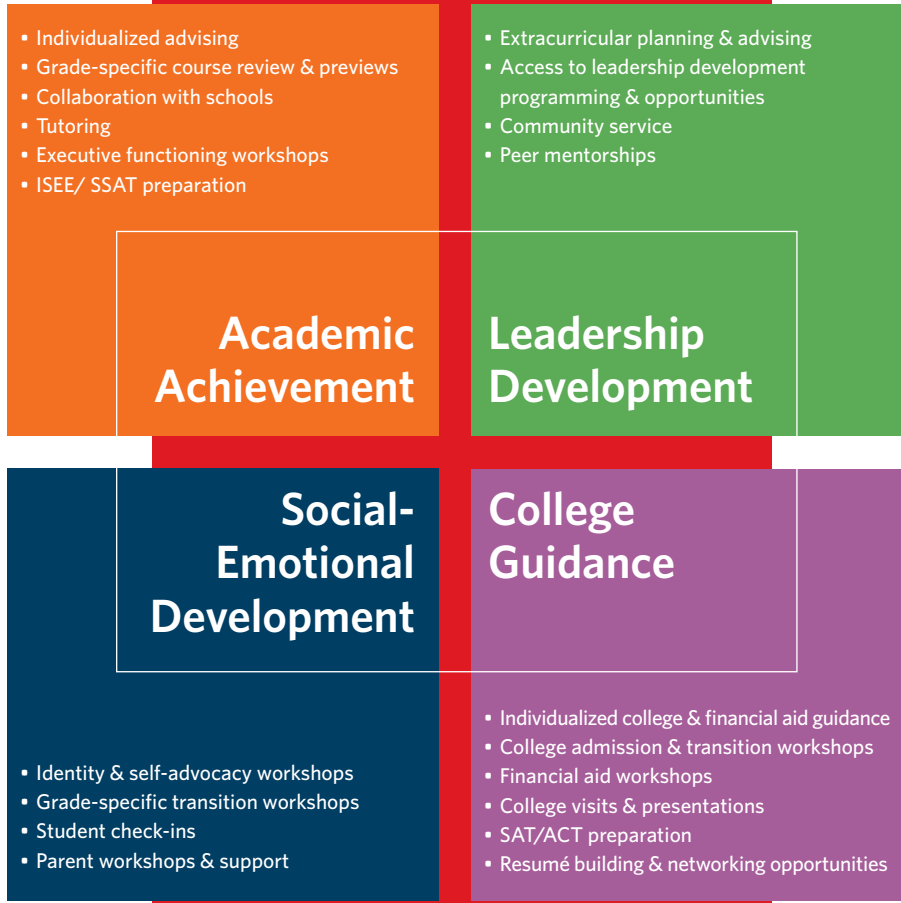 • Individualized advising
• Grade-specific course review & previews
• Collaboration with schools
• Tutoring
• Executive functioning workshops
• ISEE/ SSAT preparation
Academic
Achievement
• Extracurricular planning & advising
• Access to leadership development
programming & opportunities
• Community service
• Peer mentorships
Leadership
Development
Social-
Emotional
Development
• Identity & self-advocacy workshops
• Grade-specific transition workshops
• Student check-ins
• Parent workshops & support
College
Guidance
• Individualized college & financial aid guidance
• College admission & transition workshops
• Financial aid workshops
• College visits & presentations
• SAT/ACT preparation
• Resumé building & networking opportunities